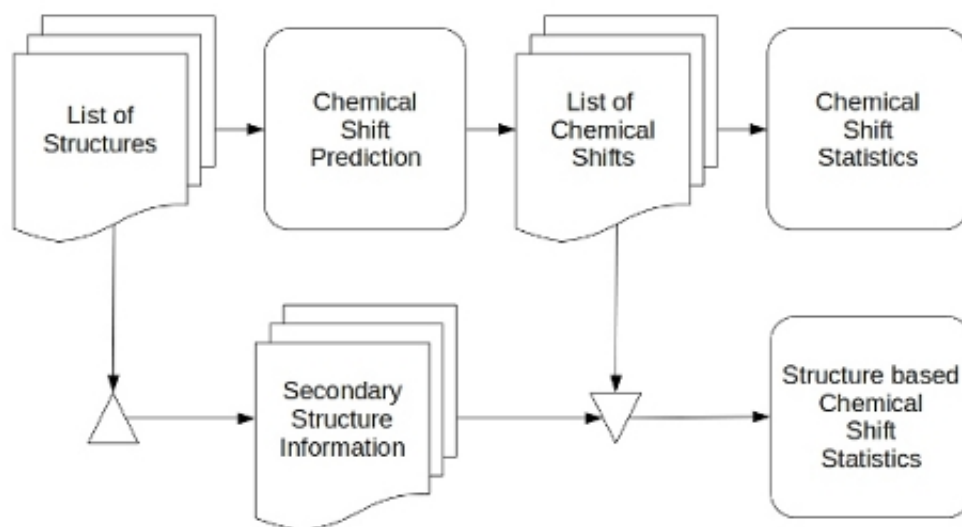 List of
Structures
Chemical
Shift
Prediction
List of
Chemical
Shifts
Chemical
Shift
Statistics
Secondary
Structure
Information
Structure based
Chemical
Shift
Statistics